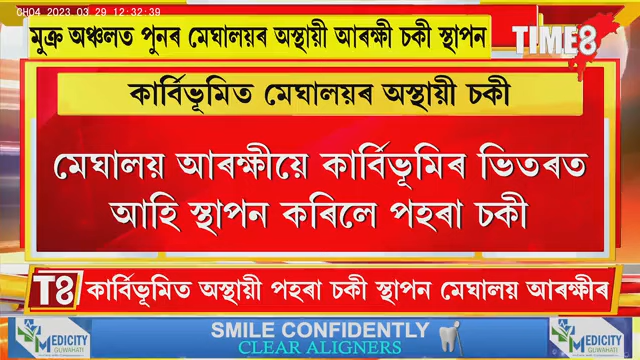 CH04 2023.03.29 12:32:39
মুক্ৰ অঞ্চলত পুনৰ মেঘালয়ৰ অস্থায়ী আৰক্ষী চকী স্থাপন
TIME8
কাৰ্বিভূমিত মেঘালয়ৰ অস্থায়ী চকী
মেঘালয় আৰক্ষীয়ে কাৰ্বিভূমিৰ ভিতৰত
আহি স্থাপন কৰিলে পহৰা চকী
T8 কাৰ্বিভূমিত অস্থায়ী পহৰা চকী স্থাপন মেঘালয় আৰক্ষীৰ
MEDICITY
GUWAHATI
SMILE CONFIDENTLY
CLEAR ALIGNERS
MEDICITY
GUWAHATI